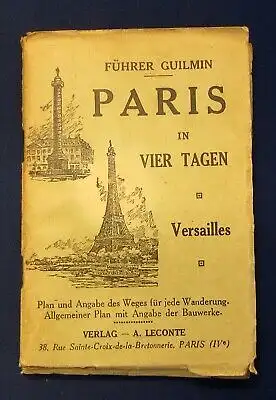 FÜHRER GUILMIN
PARIS
IN
VIER TAGEN
Versailles
Plan und Angabe des Weges für jede Wanderung-
Allgemeiner Plan mit Angabe der Bauwerke.
VERLAG — A. LECONTE
38, Rue Sainte-Croix-de-la-Bretonnerie, PARIS (IVe)